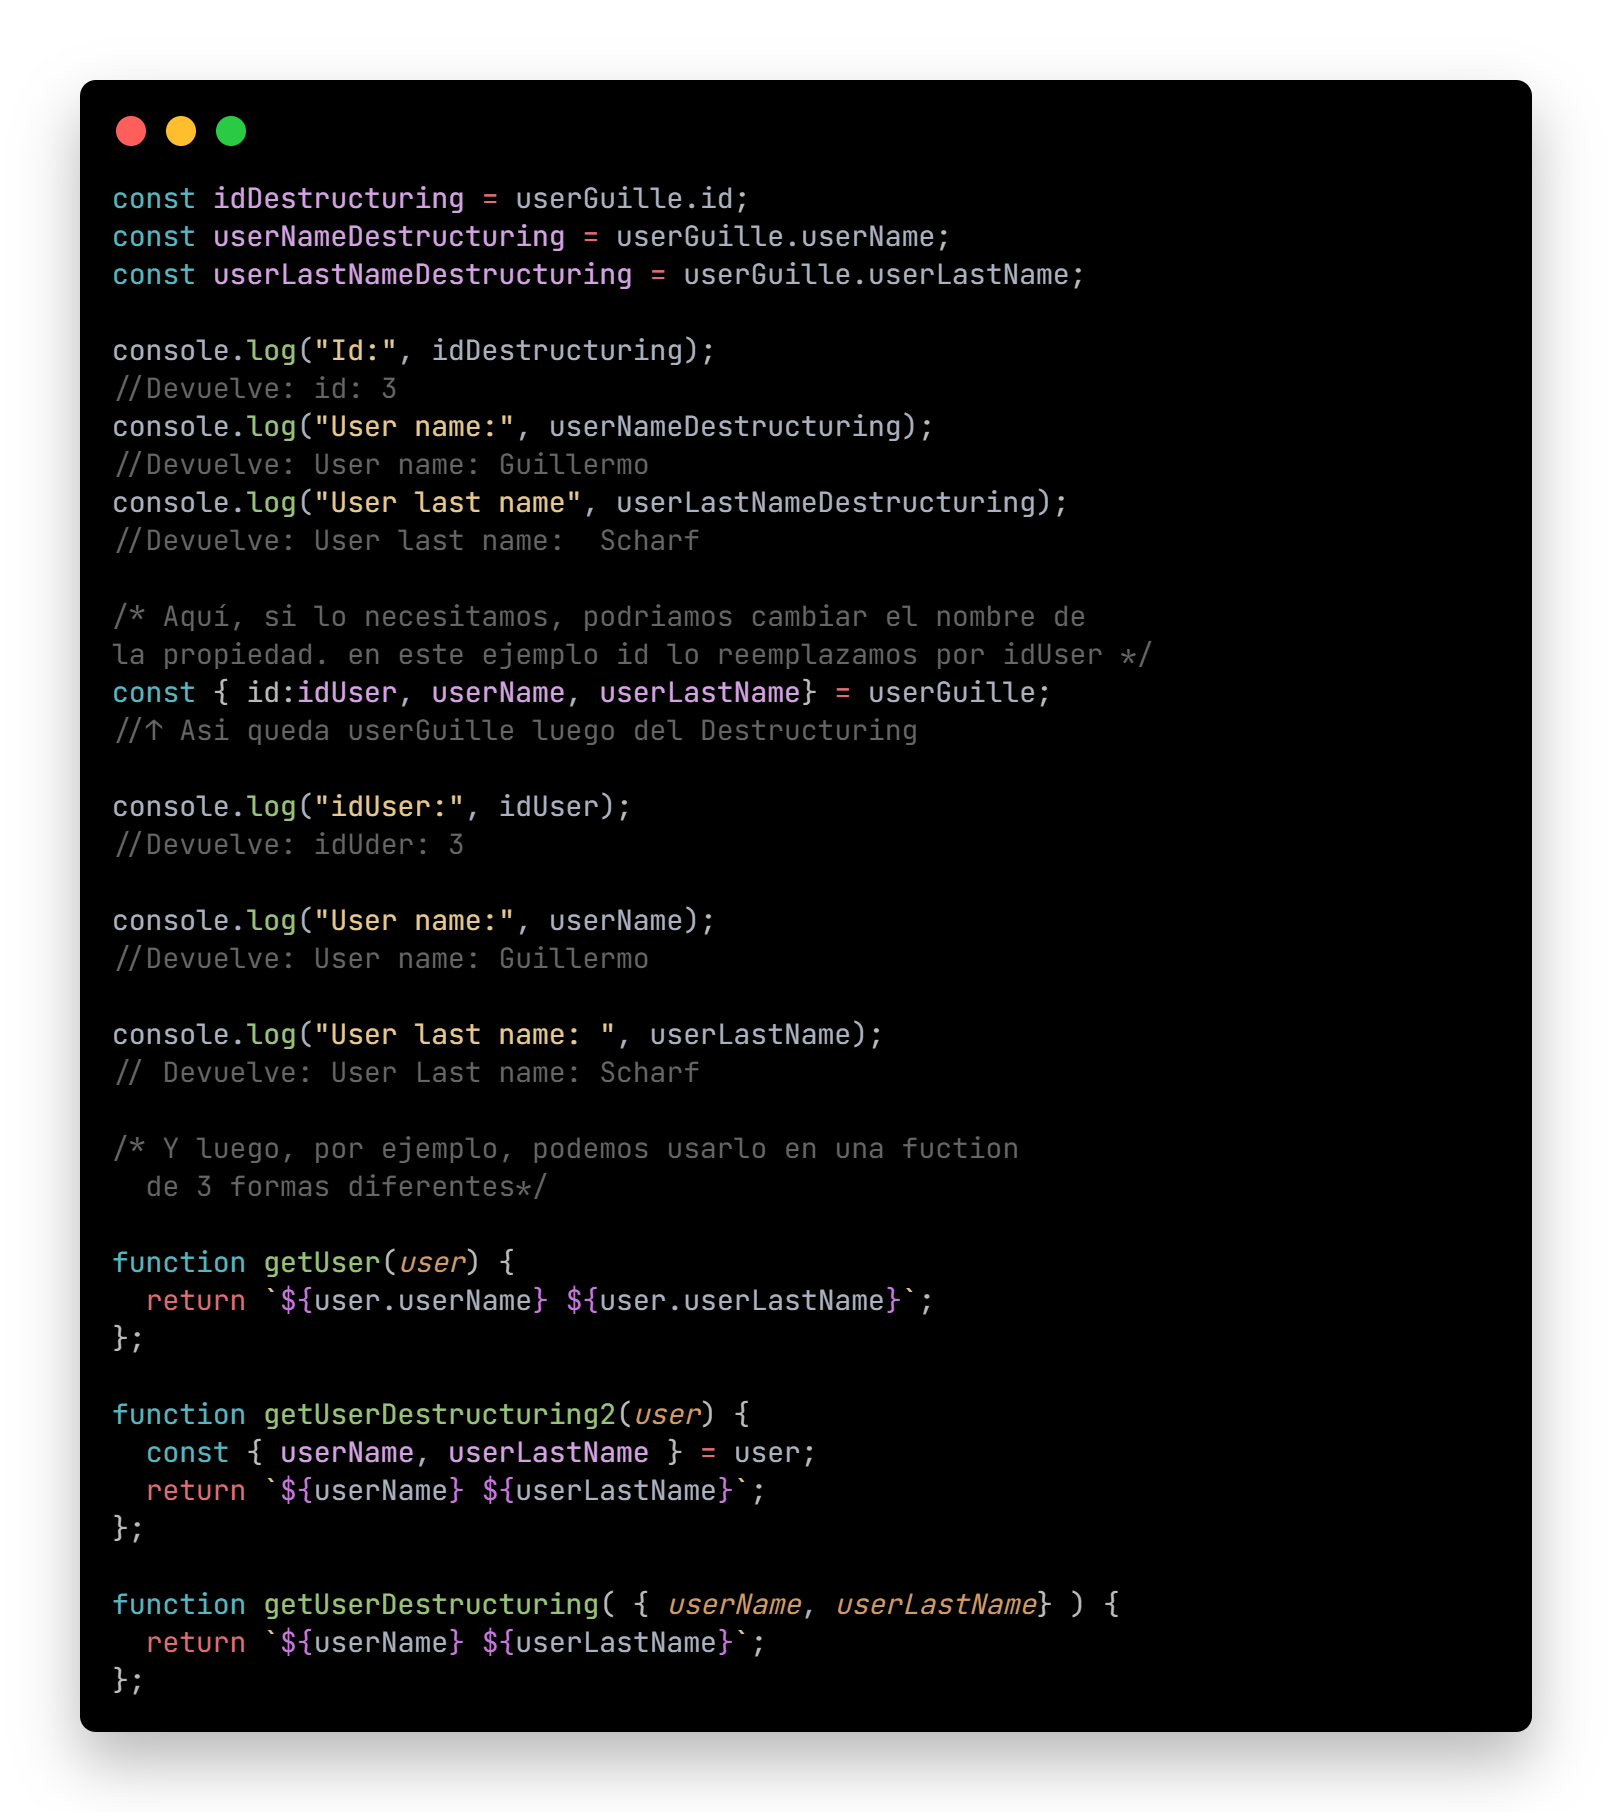 const idDestructuring = userGuille.id;
const userNameDestructuring = userGuille.userName;
const userLastNameDestructuring = userGuille.userLastName;

console.log("Id:", idDestructuring);
//Devuelve: id: 3
console.log("User name:", userNameDestructuring);
//Devuelve: User name: Guillermo
console.log("User last name", userLastNameDestructuring);
//Devuelve: User last name:  Scharf

/* Aquí, si lo necesitamos, podriamos cambiar el nombre de
la propiedad. en este ejemplo id lo reemplazamos por idUser */
const { id:idUser, userName, userLastName} = userGuille;
//↑ Asi queda userGuille luego del Destructuring

console.log("idUser:", idUser);
//Devuelve: idUder: 3

console.log("User name:", userName);
//Devuelve: User name: Guillermo

console.log("User last name: ", userLastName);
// Devuelve: User Last name: Scharf

/* Y luego, por ejemplo, podemos usarlo en una fuction
  de 3 formas diferentes*/

function getUser(user) {
  return `${user.userName} ${user.userLastName}`;
};

function getUserDestructuring2(user) {
  const { userName, userLastName } = user;
  return `${userName} ${userLastName}`;
};

function getUserDestructuring( { userName, userLastName} ) {
  return `${userName} ${userLastName}`;
};